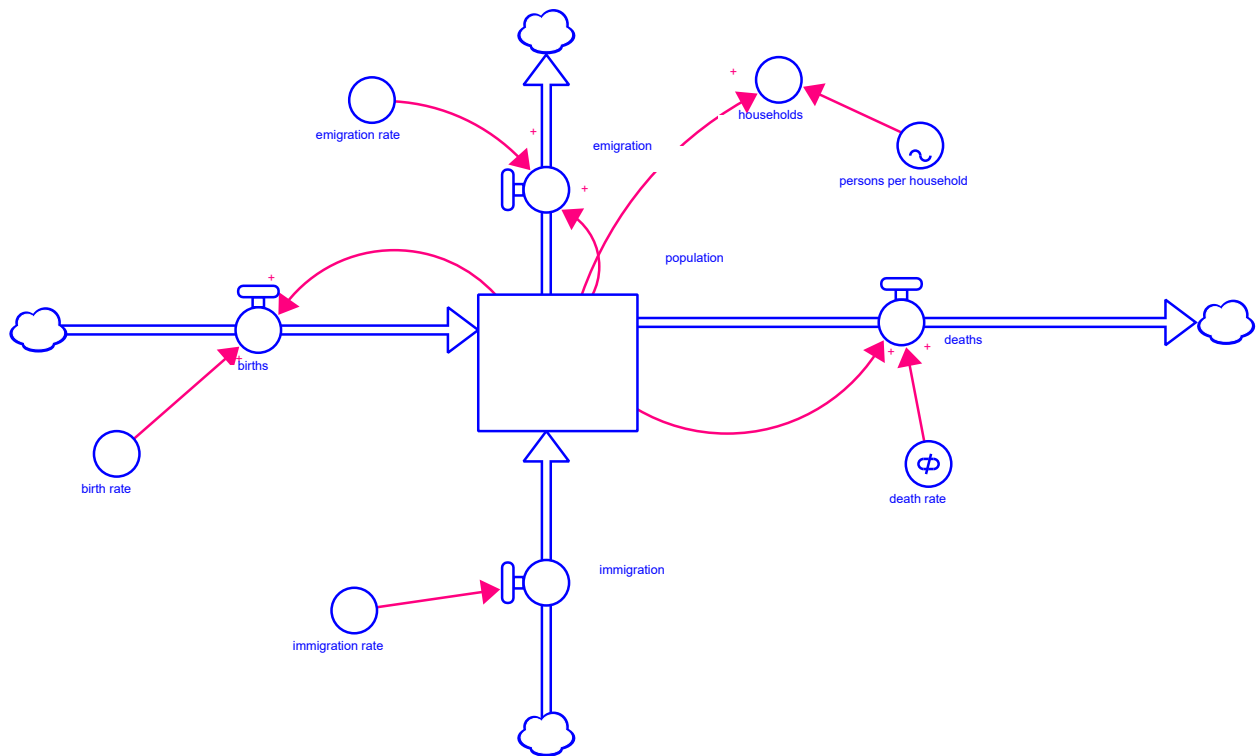 +
households
emigration rate
+
emigration
persons per household
+
population
+
+
births
deaths
+
+
birth rate
death rate
immigration
immigration rate